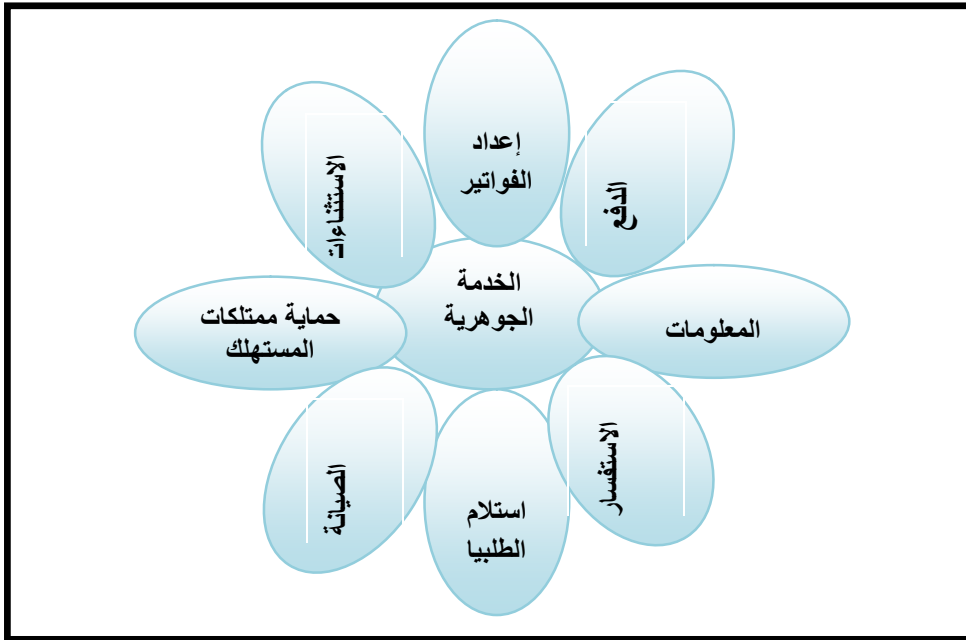 إعداد
الفواتير
الدفع
الاستثناءات
الخدمة
الجوهرية
المعلومات
حماية ممتلكات
المستهلك
الاستفسار
الصيانة
استلام
الطلبيا